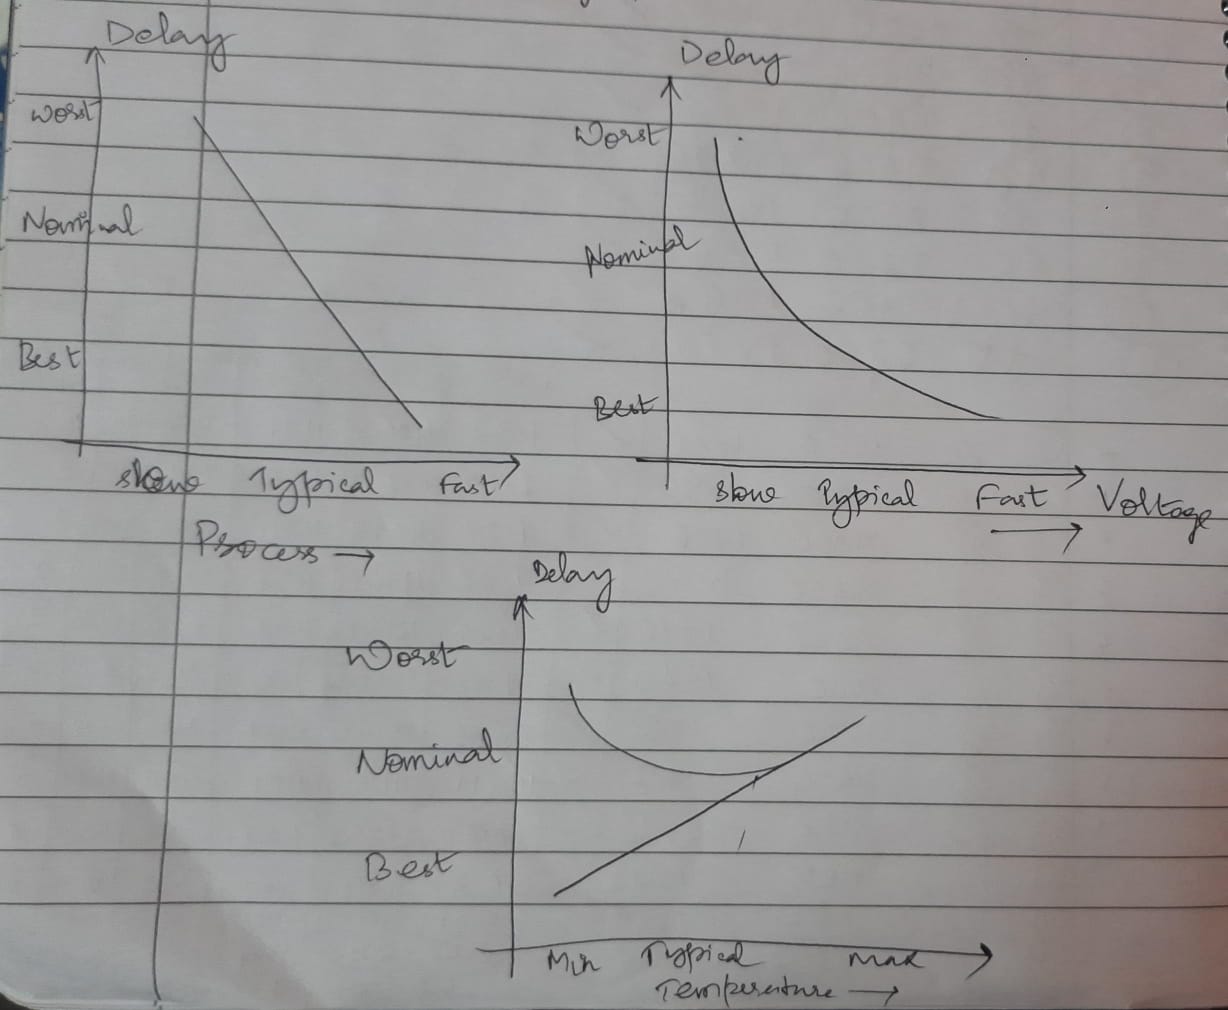 Delay
Worst
Nominal
Best
Slow Typical Fast
Process →
Delay
Worst
Nominal
Best
Slow Typical Fast Voltage
→
Delay
Worst
Nominal
Best
Min Typical Max
Temperature →